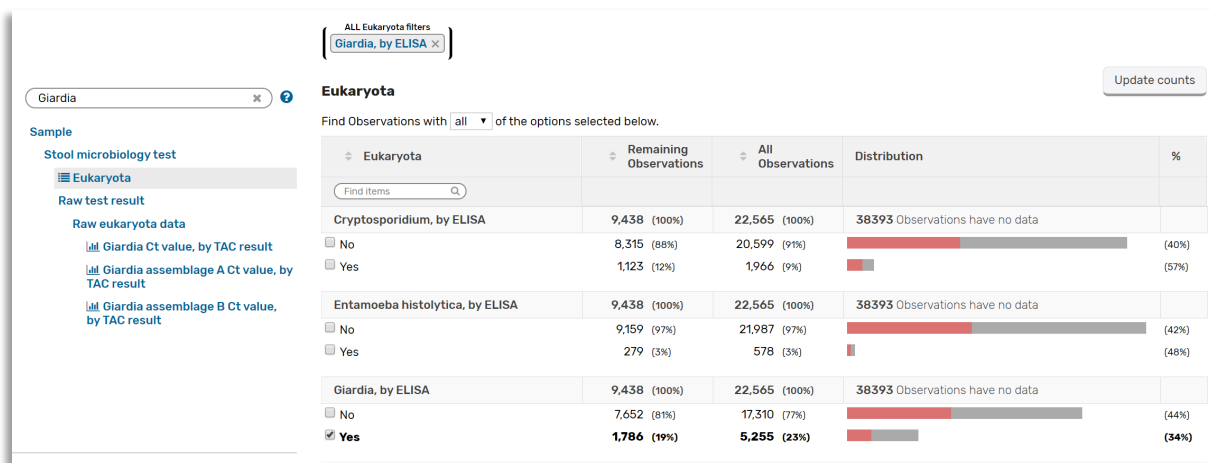 ALL Eukaryota filters
Giardia, by ELISA ×
Update counts
Giardia
Eukaryota
Find Observations with all of the options selected below.
Sample
Stool microbiology test
Eukaryota
Raw test result
Raw eukaryota data
Giardia Ct value, by TAC result
Giardia assemblage A Ct value, by
TAC result
Giardia assemblage B Ct value,
by TAC result
Eukaryota Remaining Observations All Observations Distribution %
Find items
Cryptosporidium, by ELISA 9,438 (100%) 22,565 (100%) 38393 Observations have no data
No 8,315 (88%) 20,599 (91%) (40%)
Yes 1,123 (12%) 1,966 (9%) (57%)
Entamoeba histolytica, by ELISA 9,438 (100%) 22,565 (100%) 38393 Observations have no data
No 9,159 (97%) 21,987 (97%) (42%)
Yes 279 (3%) 578 (3%) (48%)
Giardia, by ELISA 9,438 (100%) 22,565 (100%) 38393 Observations have no data
No 7,652 (81%) 17,310 (77%) (44%)
Yes 1,786 (19%) 5,255 (23%) (34%)